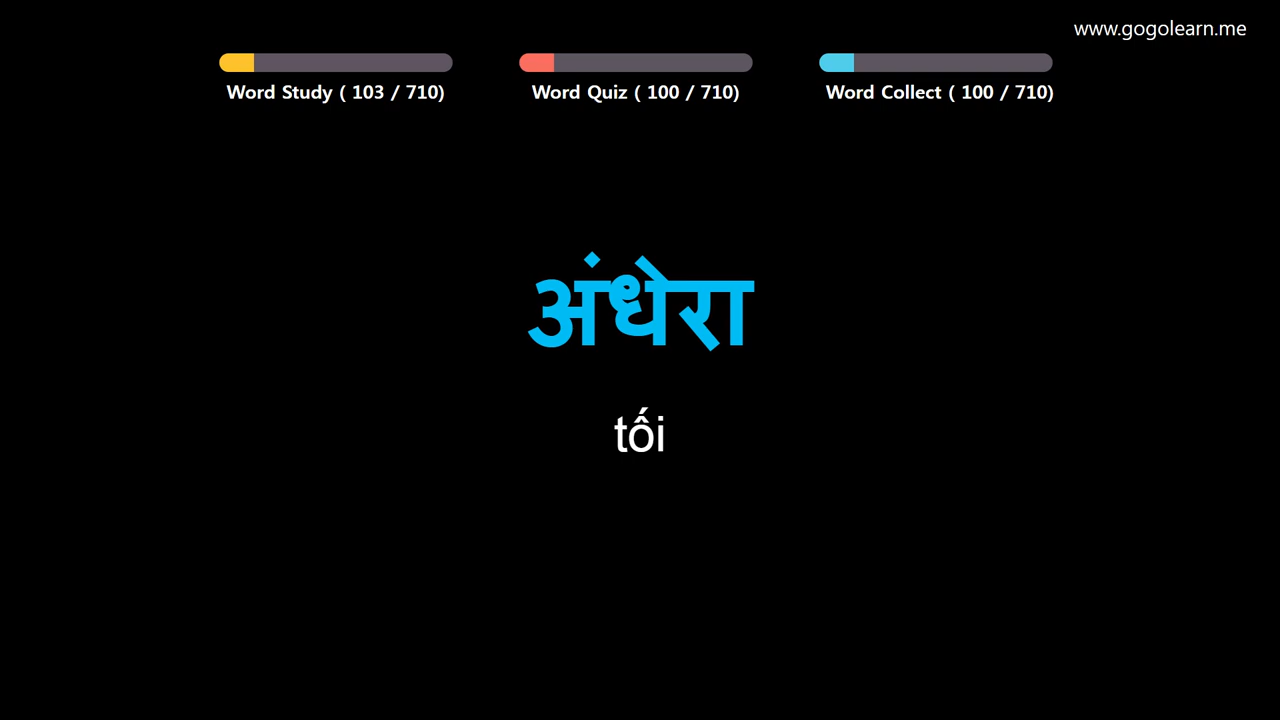 www.gogolearn.me
Word Study ( 103 / 710)
Word Quiz ( 100 / 710)
Word Collect ( 100 / 710)
अंधेरा
tối